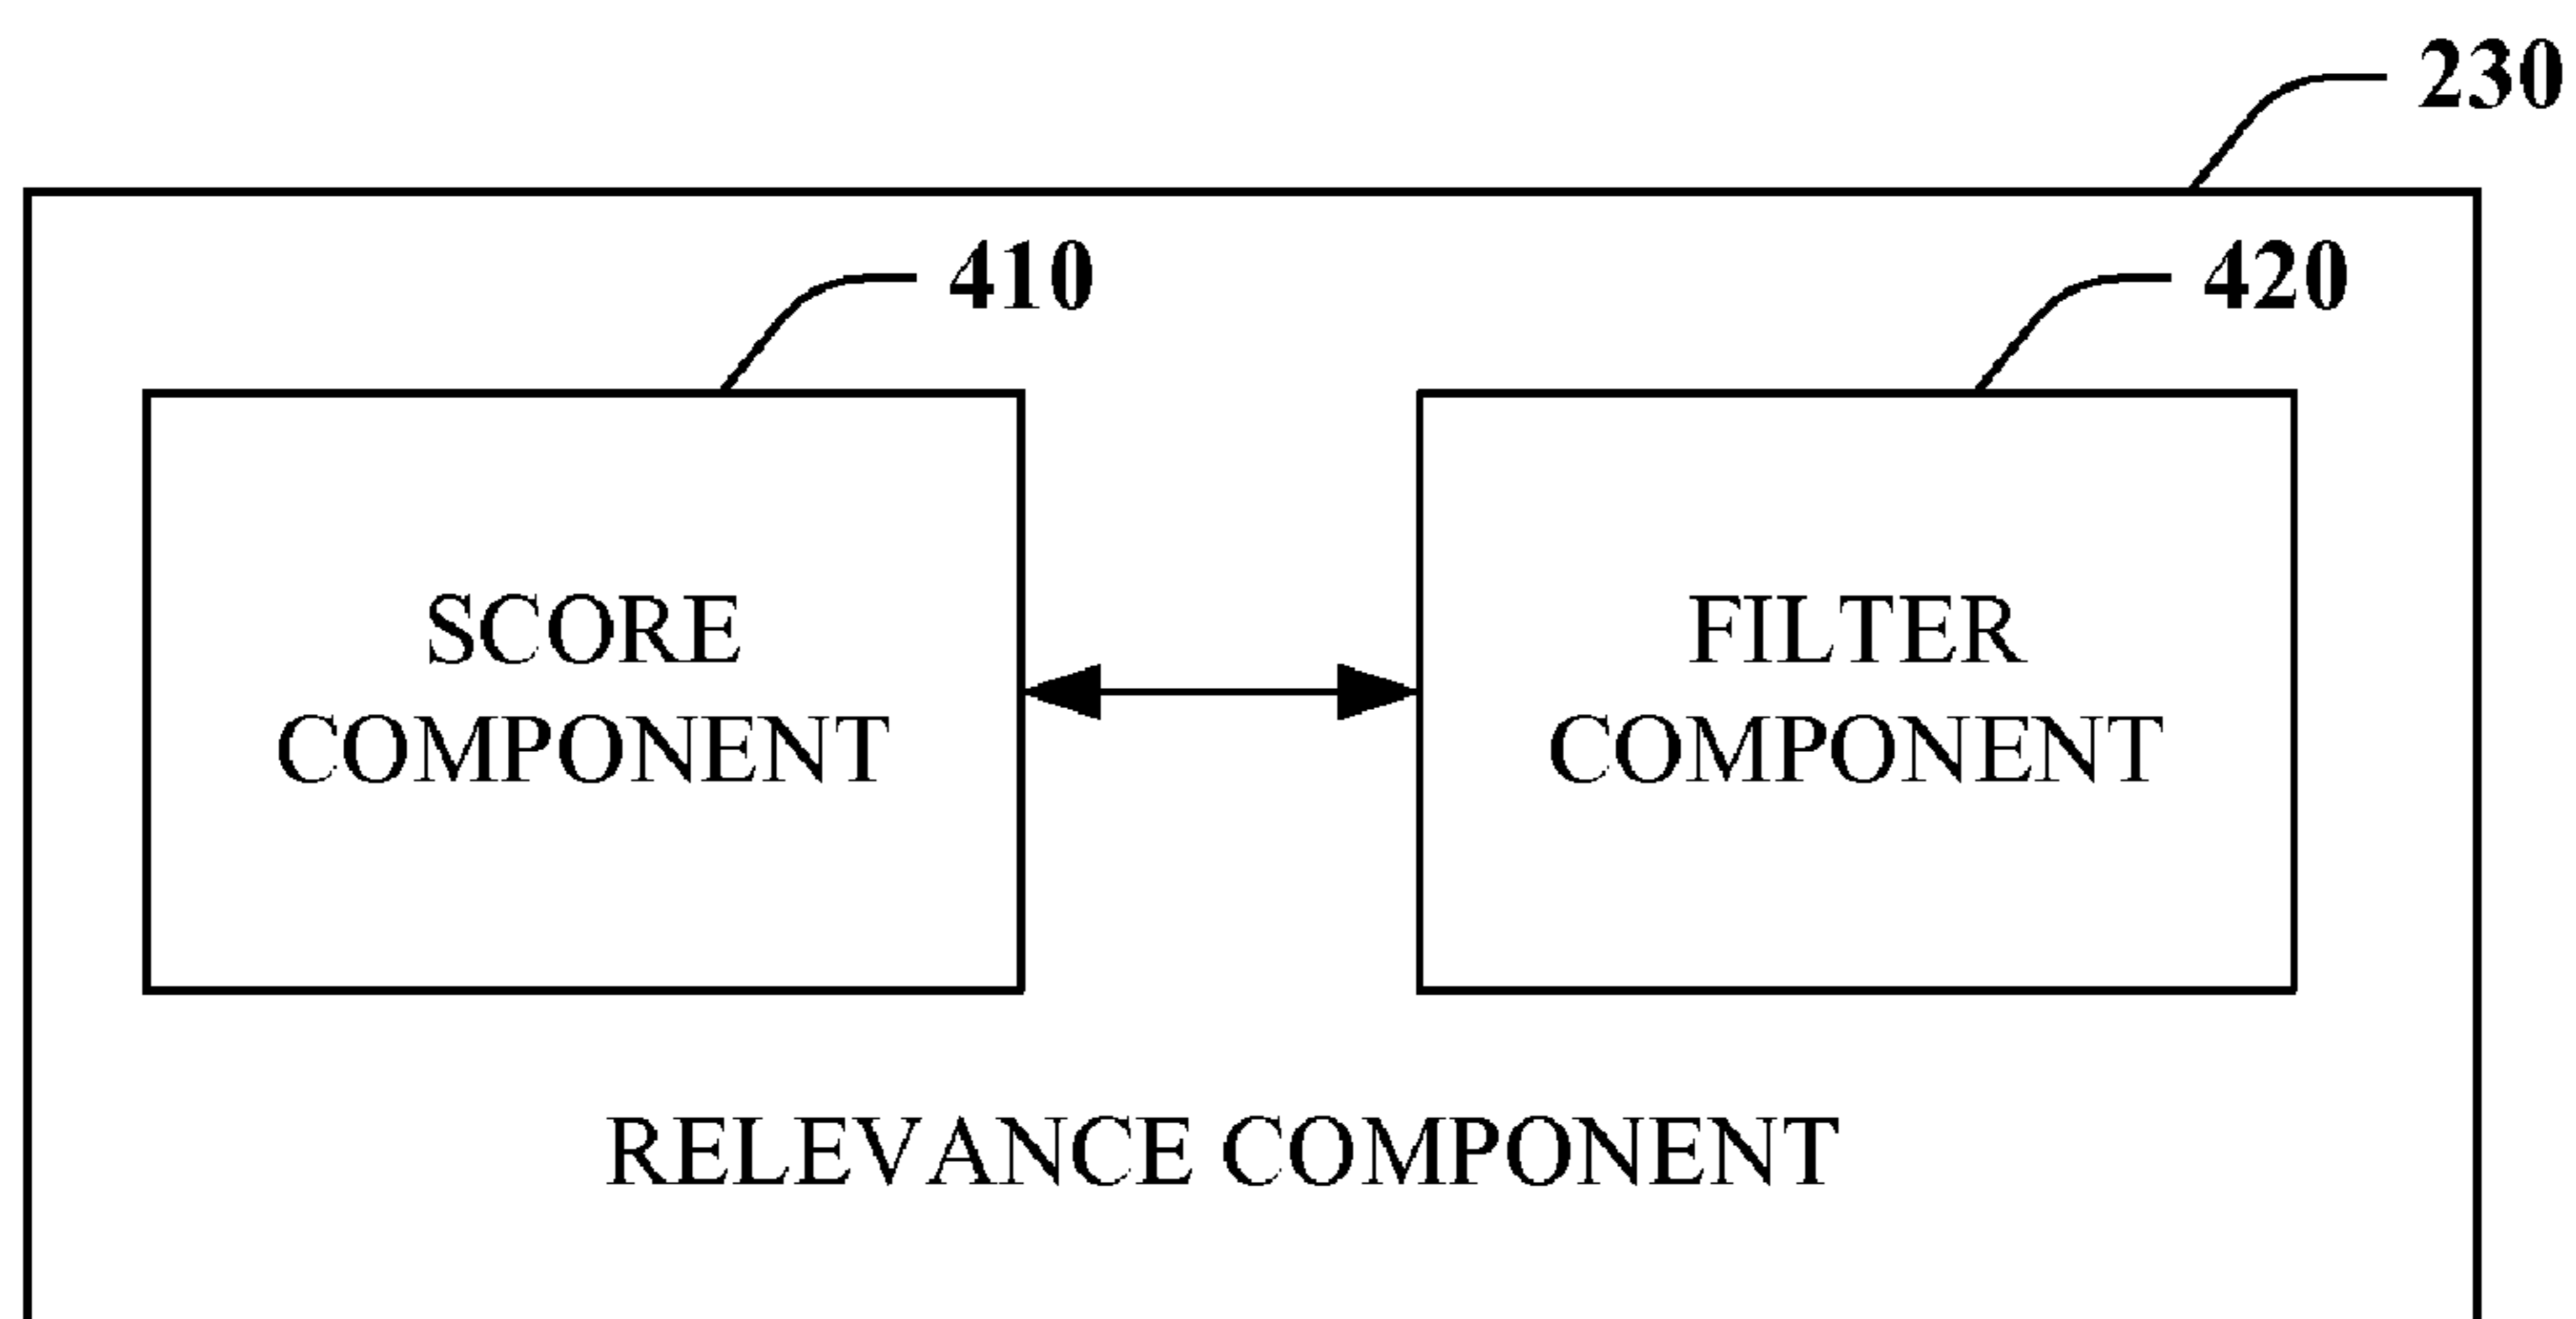 230
410
420
SCORE
COMPONENT
FILTER
COMPONENT
RELEVANCE COMPONENT